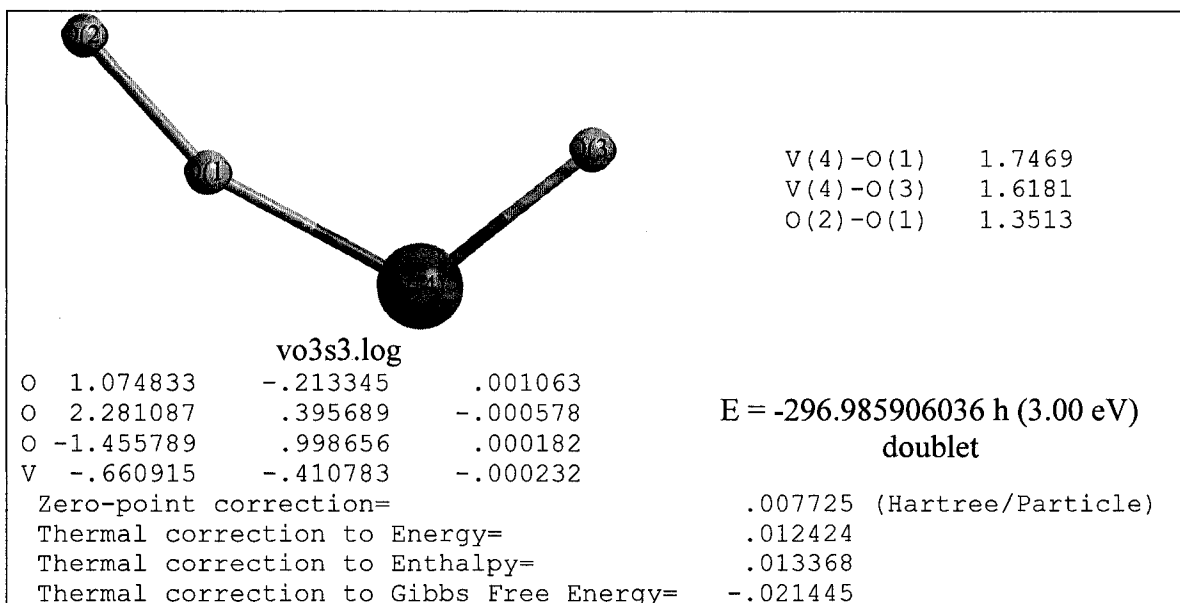 O(2)
O(1)
O(3)
V(4)-O(1) 1.7469
V(4)-O(3) 1.6181
O(2)-O(1) 1.3513
vo3s3.log
O 1.074833 -.213345 .001063
O 2.281087 .395689 -.000578
O -1.455789 .998656 .000182
V -.660915 -.410783 -.000232
E = -296.985906036 h (3.00 eV)
doublet
Zero-point correction= .007725 (Hartree/Particle)
Thermal correction to Energy= .012424
Thermal correction to Enthalpy= .013368
Thermal correction to Gibbs Free Energy= -.021445